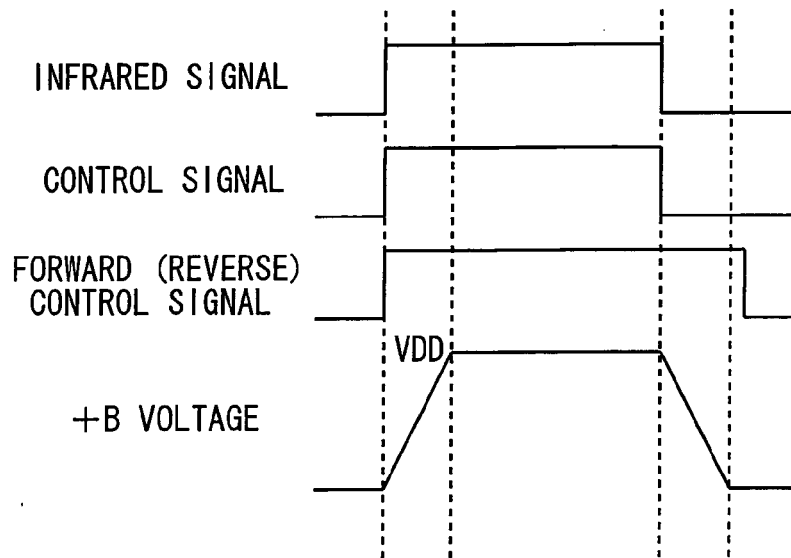 INFRARED SIGNAL
CONTROL SIGNAL
FORWARD (REVERSE)
CONTROL SIGNAL
VDD
+B VOLTAGE